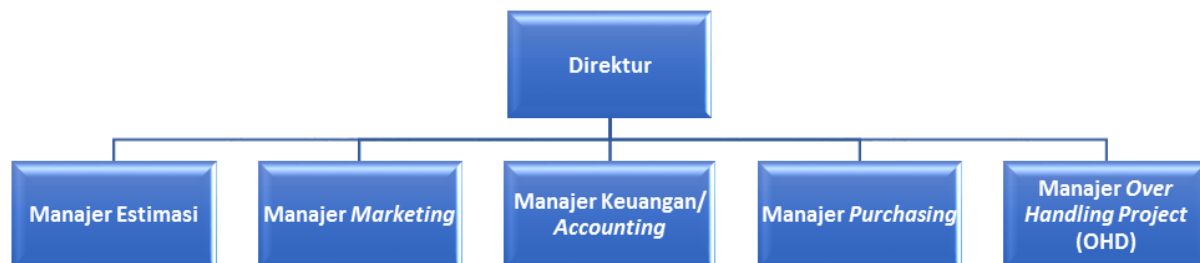 Direktur
Manajer Estimasi
Manajer Marketing
Manajer Keuangan/
Accounting
Manajer Purchasing
Manajer Over
Handling Project
(OHD)